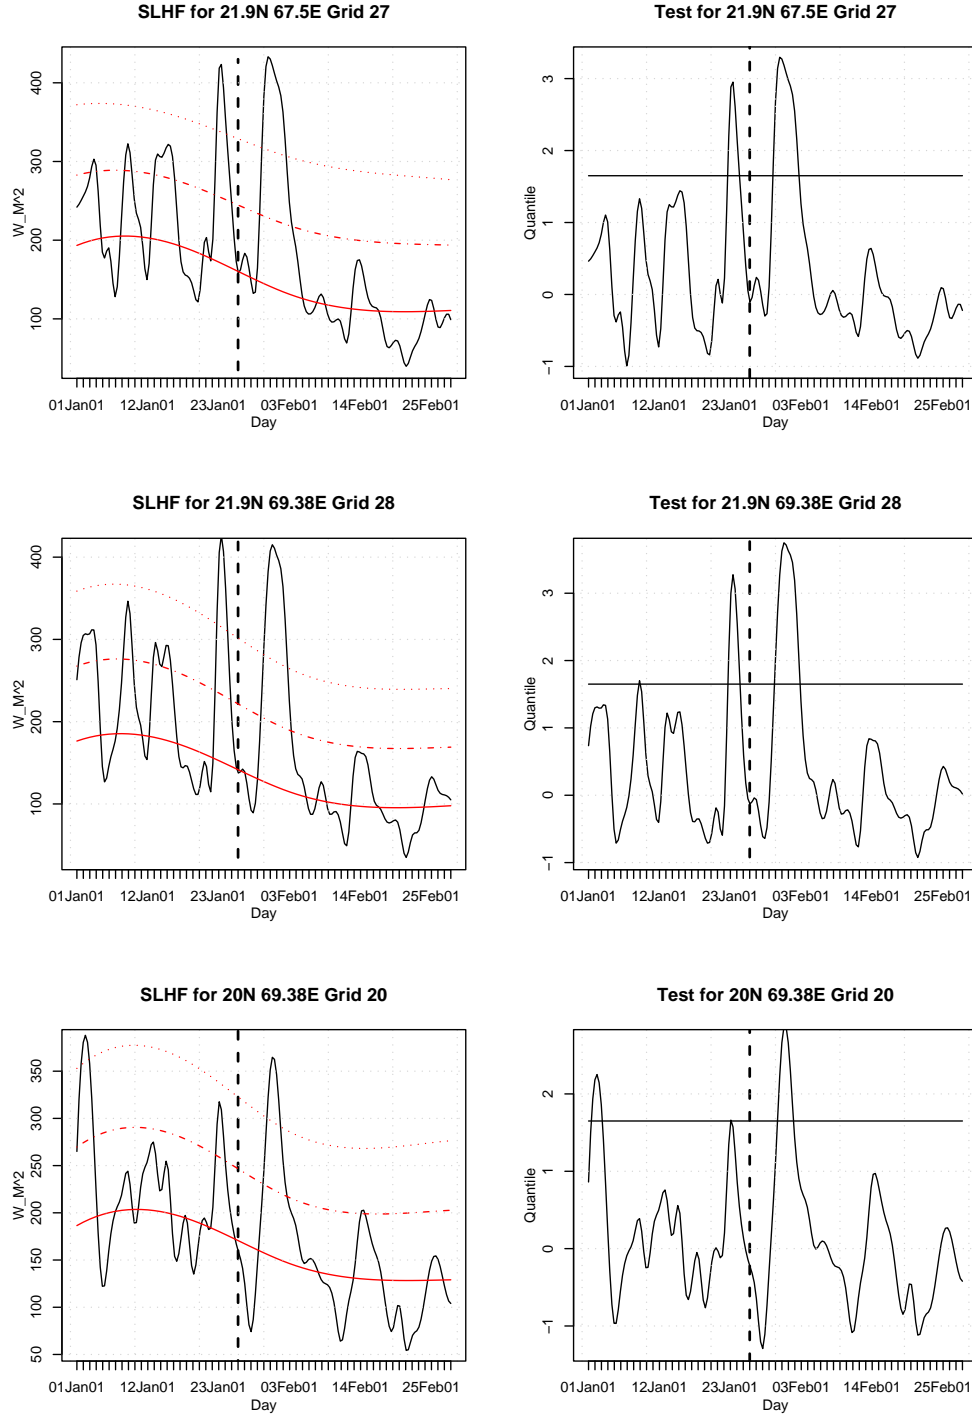 SLHF for 21.9N 67.5E Grid 27
W_M^2
400
300
200
100
01Jan01 12Jan01 23Jan01 03Feb01 14Feb01 25Feb01
Day
Test for 21.9N 67.5E Grid 27
Quantile
3
2
1
0
−1
01Jan01 12Jan01 23Jan01 03Feb01 14Feb01 25Feb01
Day
SLHF for 21.9N 69.38E Grid 28
W_M^2
400
300
200
100
01Jan01 12Jan01 23Jan01 03Feb01 14Feb01 25Feb01
Day
Test for 21.9N 69.38E Grid 28
Quantile
3
2
1
0
−1
01Jan01 12Jan01 23Jan01 03Feb01 14Feb01 25Feb01
Day
SLHF for 20N 69.38E Grid 20
W_M^2
350
300
250
200
150
100
50
01Jan01 12Jan01 23Jan01 03Feb01 14Feb01 25Feb01
Day
Test for 20N 69.38E Grid 20
Quantile
2
1
0
−1
01Jan01 12Jan01 23Jan01 03Feb01 14Feb01 25Feb01
Day